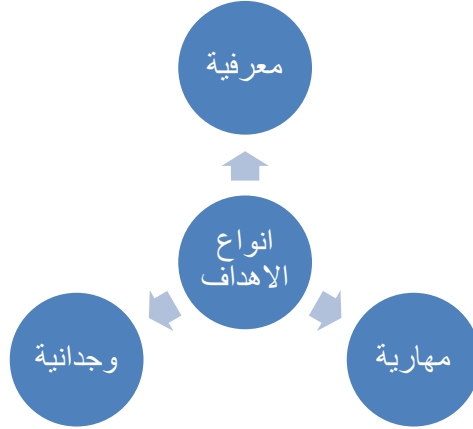 معرفية
انواع
الاهداف
مهارية
وجدانية